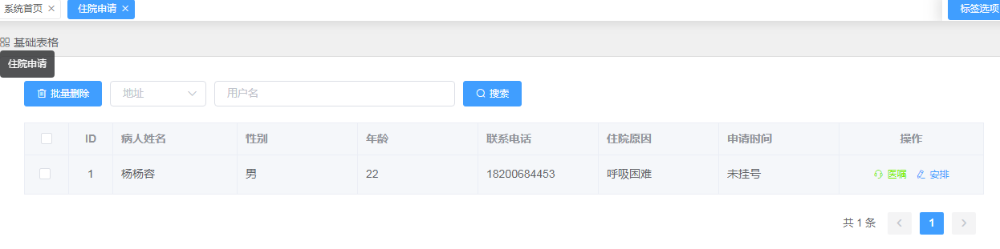 系统首页 住院申请 标签选项
基础表格
住院申请
批量删除 地址 用户名 搜索
ID 病人姓名 性别 年龄 联系电话 住院原因 申请时间 操作
1 杨杨容 男 22 18200684453 呼吸困难 未挂号 医嘱 安排
共 1 条 1